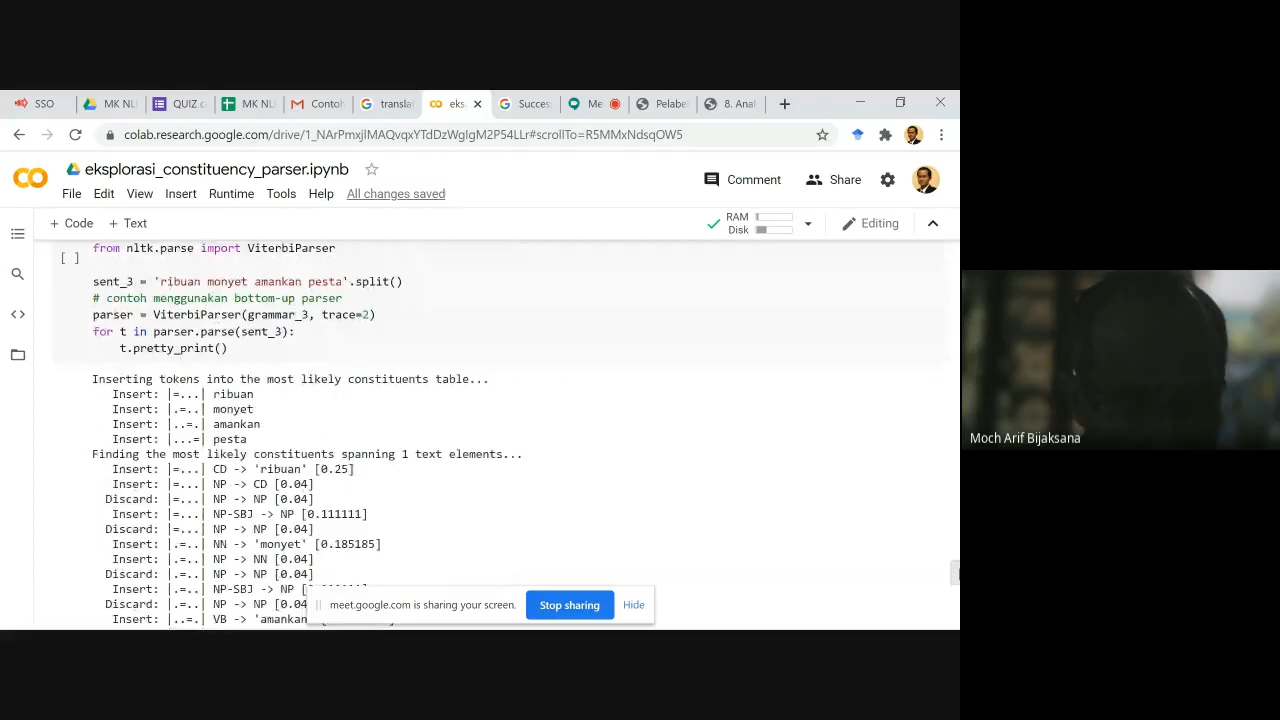 SSO
MK NLI
QUIZ
MK NLI
Contoh
translat
eks
Succes
Me
Pelabe
8. Anal
colab.research.google.com/drive/1_NArPmxjlMAQvqxYTdDzWgIgM2P54LLr#scrollTo=R5MMxNdsqOW5
eksplorasi_constituency_parser.ipynb
Comment
Share
File Edit View Insert Runtime Tools Help All changes saved
+ Code + Text
RAM
Disk
Editing
from nltk.parse import ViterbiParser
[ ]
sent_3 = 'ribuan monyet amankan pesta'.split()
# contoh menggunakan bottom-up parser
parser = ViterbiParser(grammar_3, trace=2)
for t in parser.parse(sent_3):
t.pretty_print()
Inserting tokens into the most likely constituents table...
Insert: |=...| ribuan
Insert: |.=..| monyet
Insert: |..=.| amankan
Insert: |...=| pesta
Finding the most likely constituents spanning 1 text elements...
Insert: |=...| CD -> 'ribuan' [0.25]
Insert: |=...| NP -> CD [0.04]
Discard: |=...| NP -> NP [0.04]
Insert: |=...| NP-SBJ -> NP [0.111111]
Discard: |=...| NP -> NP [0.04]
Insert: |.=..| NN -> 'monyet' [0.185185]
Insert: |.=..| NP -> NN [0.04]
Discard: |.=..| NP -> NP [0.04]
Insert: |.=..| NP-SBJ -> NP
Discard: |.=..| NP -> NP [0.04
Insert: |..=.| VB -> 'amankan
meet.google.com is sharing your screen.
Stop sharing
Hide
Moch Arif Bijaksana